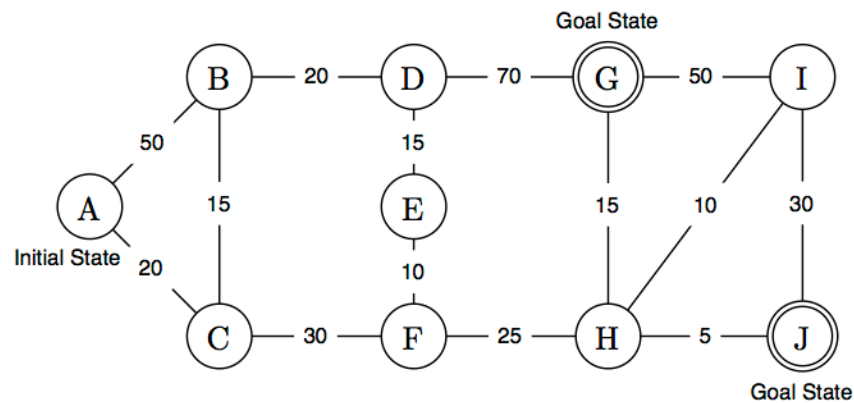 Goal State
B 20 D 70 G 50 I
50 15
A 15 E 15 10 30
Initial State
20 10
C 30 F 25 H 5 J
Goal State